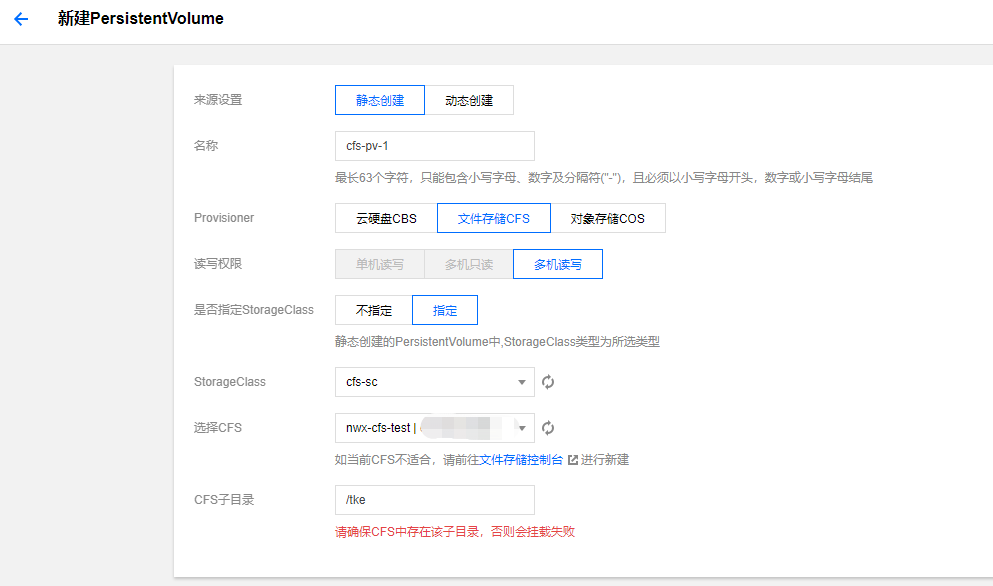 新建PersistentVolume
来源设置 静态创建 动态创建
名称 cfs-pv-1
最长63个字符，只能包含小写字母、数字及分隔符("-")，且必须以小写字母开头，数字或小写字母结尾
Provisioner 云硬盘CBS 文件存储CFS 对象存储COS
读写权限 单机读写 多机只读 多机读写
是否指定StorageClass 不指定 指定
静态创建的PersistentVolume中,StorageClass类型为所选类型
StorageClass cfs-sc
选择CFS nwx-cfs-test |
如当前CFS不适合，请前往文件存储控制台 进行新建
CFS子目录 /tke
请确保CFS中存在该子目录，否则会挂载失败